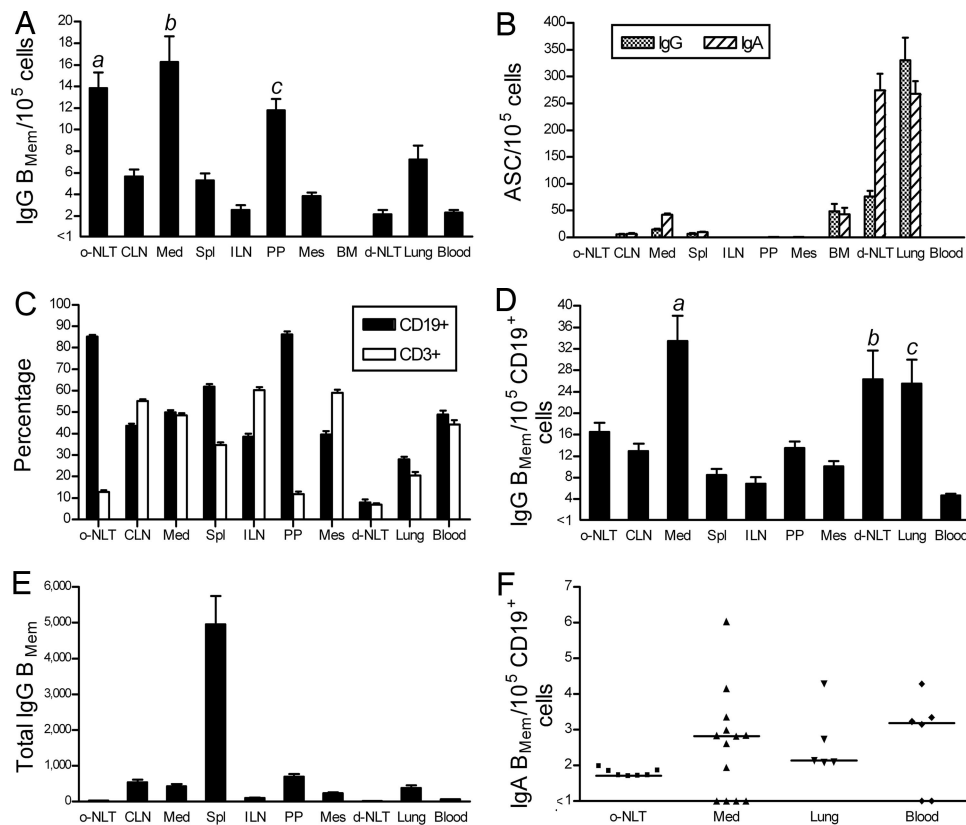 A
IgG B_Mem/10^5 cells
20
18
16
14
12
10
8
6
4
2
<1
a
b
c
o-NLT CLN Med Spl ILN PP Mes BM d-NLT Lung Blood
B
ASC/10^5 cells
400
350
300
250
200
150
100
50
0
IgG IgA
o-NLT CLN Med Spl ILN PP Mes BM d-NLT Lung Blood
C
Percentage
100
90
80
70
60
50
40
30
20
10
0
CD19+
CD3+
o-NLT CLN Med Spl ILN PP Mes d-NLT Lung Blood
D
IgG B_Mem/10^5 CD19^+
cells
40
36
32
28
24
20
16
12
8
4
<1
a
b
c
o-NLT CLN Med Spl ILN PP Mes d-NLT Lung Blood
E
Total IgG B_Mem
6,000
5,000
4,000
3,000
2,000
1,000
0
o-NLT CLN Med Spl ILN PP Mes d-NLT Lung Blood
F
IgA B_Mem/10^5 CD19^+
cells
7
6
5
4
3
2
<1
o-NLT Med Lung Blood